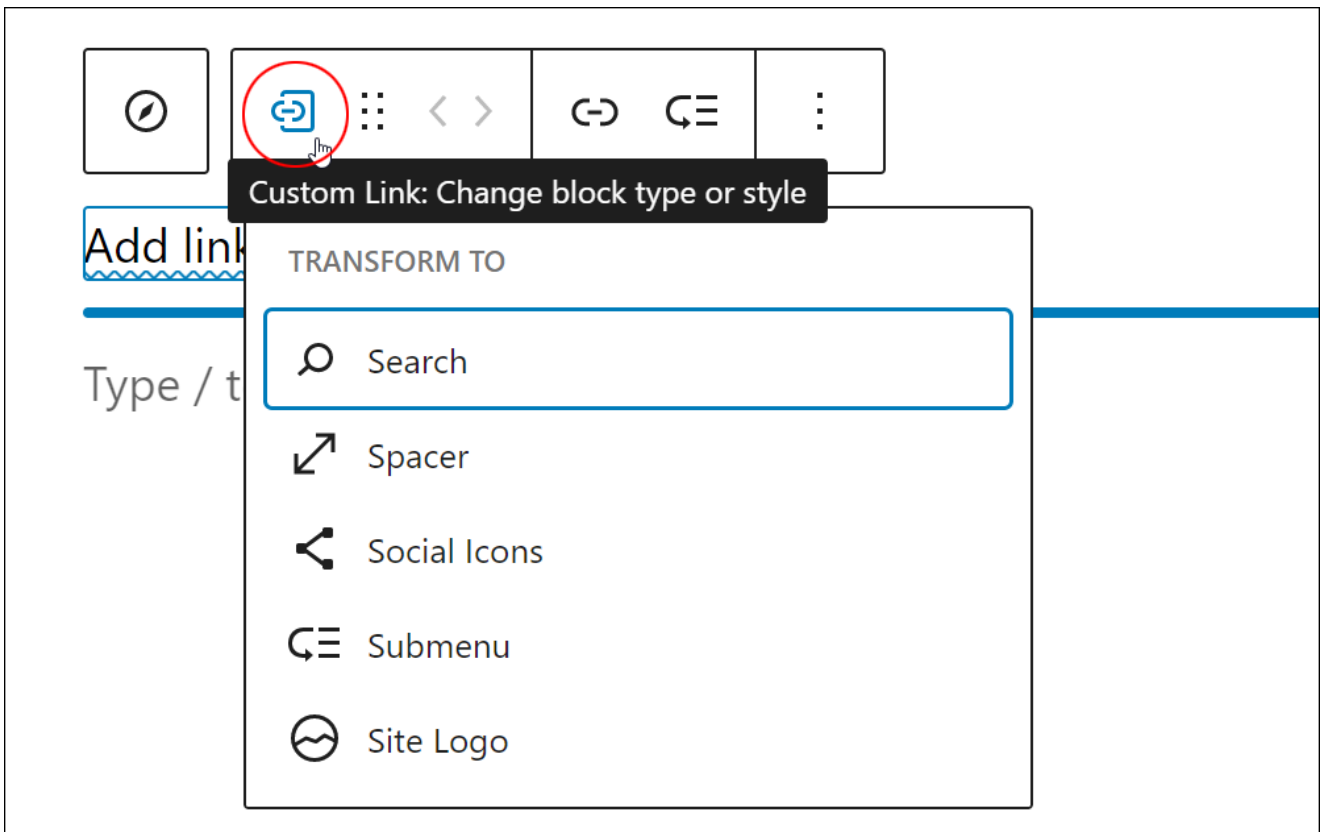 Custom Link: Change block type or style
Add link
TRANSFORM TO
Search
Type / t
Spacer
Social Icons
Submenu
Site Logo